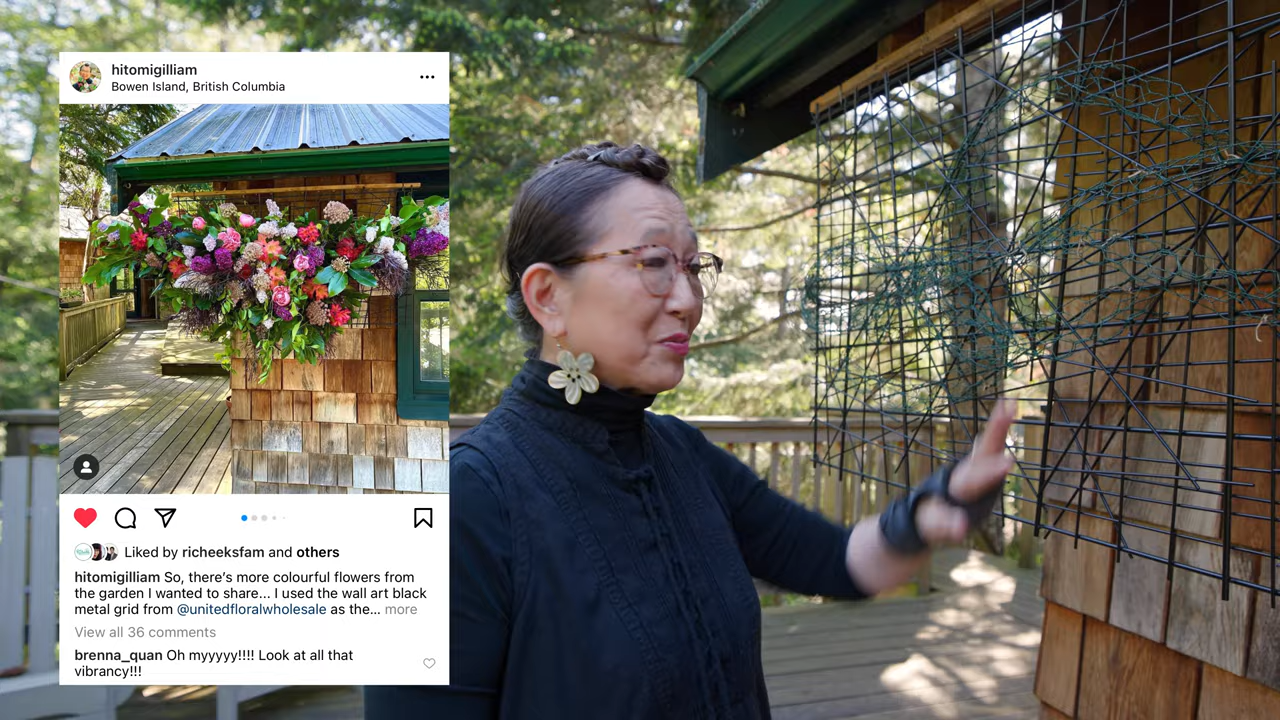 hitomigilliam
Bowen Island, British Columbia
Liked by richeeksfam and others
hitomigilliam So, there's more colourful flowers from
the garden I wanted to share... I used the wall art black
metal grid from @unitedfloralwholesale as the... more
View all 36 comments
brenna_quan Oh myyyyy!!!! Look at all that
vibrancy!!!